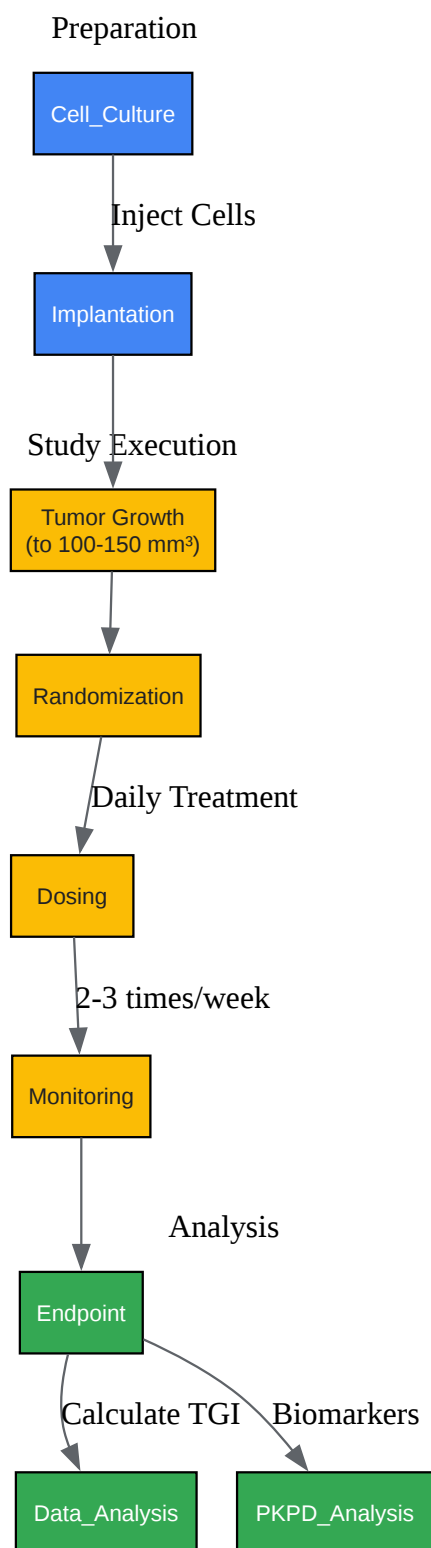 Preparation
Cell_Culture
Inject Cells
Implantation
Study Execution
Tumor Growth
(to 100-150 mm³)
Randomization
Daily Treatment
Dosing
2-3 times/week
Monitoring
Analysis
Endpoint
Calculate TGI
Biomarkers
Data_Analysis
PKPD_Analysis